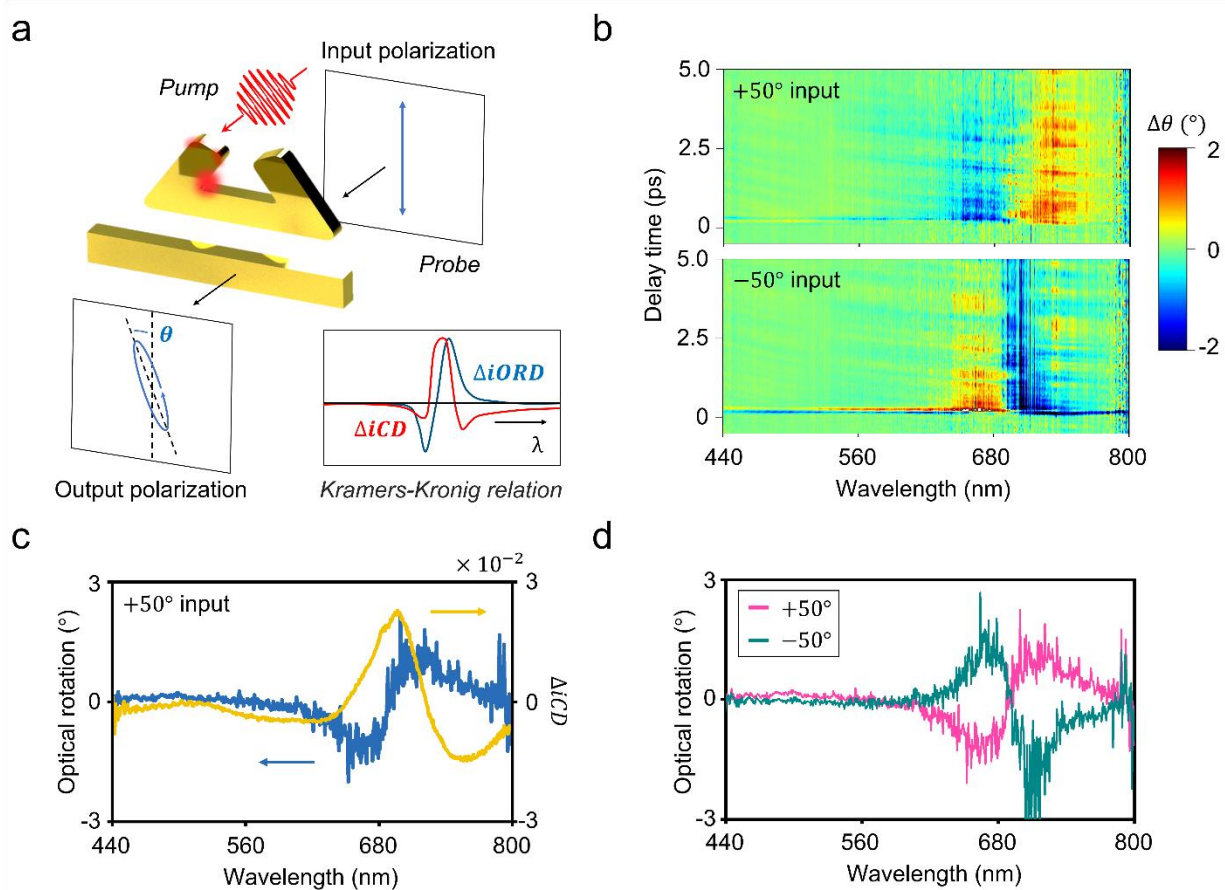 a
Input polarization
Pump
Probe
θ
Output polarization
ΔiORD
ΔiCD
λ
Kramers-Kronig relation
b
+50° input
−50° input
5.0
2.5
0
5.0
2.5
0
Delay time (ps)
440
560
680
800
Wavelength (nm)
Δθ (°)
2
0
-2
c
× 10⁻²
+50° input
3
0
-3
Optical rotation (°)
3
0
-3
ΔiCD
440
560
680
800
Wavelength (nm)
d
+50°
−50°
3
0
-3
Optical rotation (°)
440
560
680
800
Wavelength (nm)